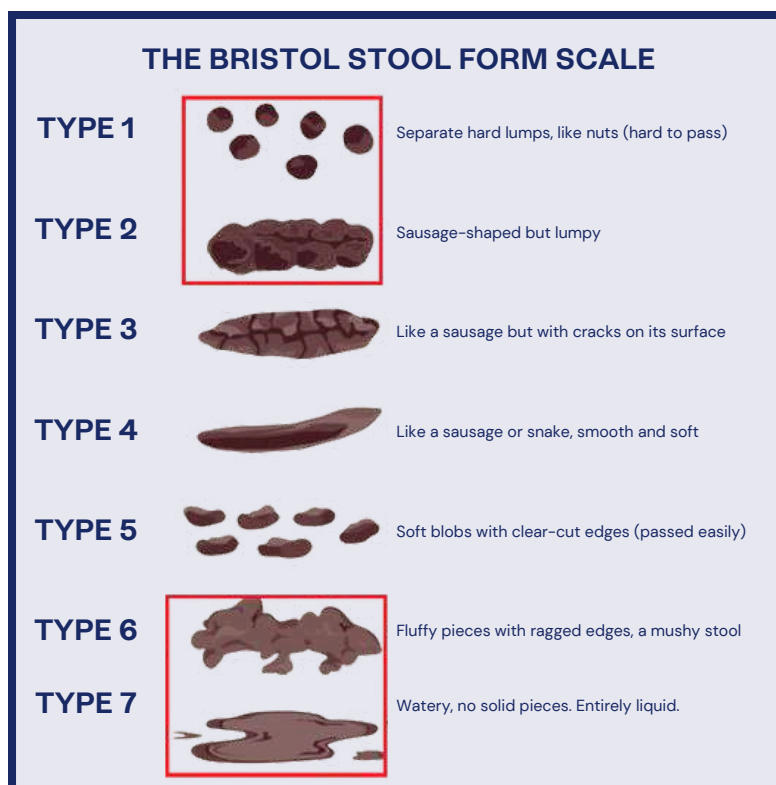 THE BRISTOL STOOL FORM SCALE
TYPE 1
Separate hard lumps, like nuts (hard to pass)
TYPE 2
Sausage-shaped but lumpy
TYPE 3
Like a sausage but with cracks on its surface
TYPE 4
Like a sausage or snake, smooth and soft
TYPE 5
Soft blobs with clear-cut edges (passed easily)
TYPE 6
Fluffy pieces with ragged edges, a mushy stool
TYPE 7
Watery, no solid pieces. Entirely liquid.